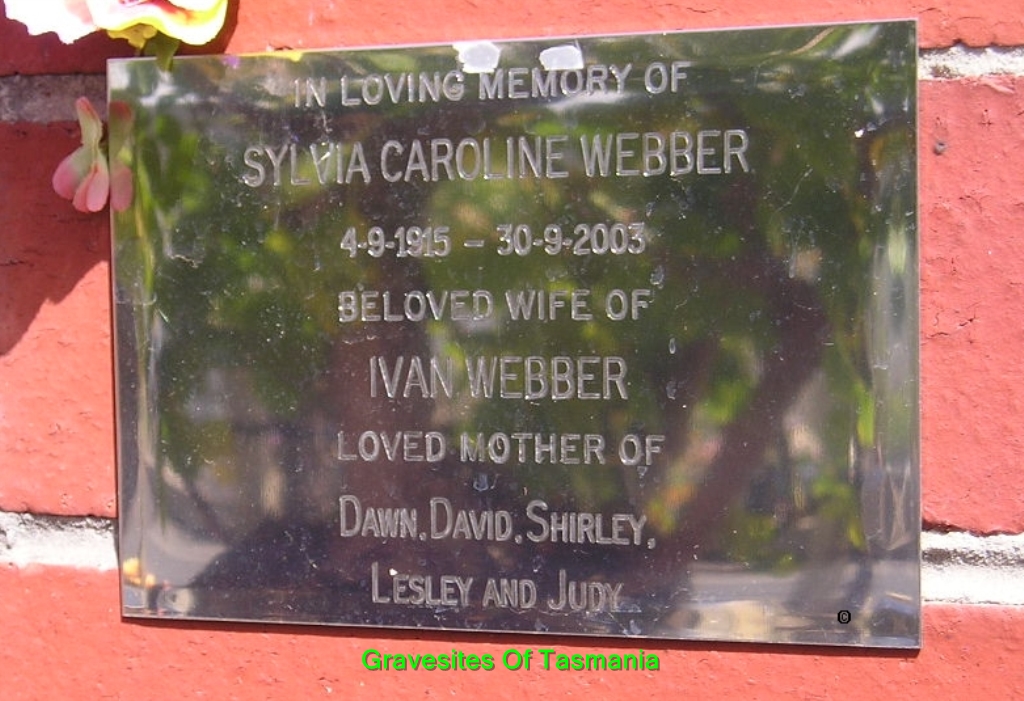 IN LOVING MEMORY OF
SYLVIA CAROLINE WEBBER
4-9-1915 - 30-9-2003
BELOVED WIFE OF
IVAN WEBBER
LOVED MOTHER OF
DAWN. DAVID. SHIRLEY,
LESLEY AND JUDY
©
Gravesites Of Tasmania